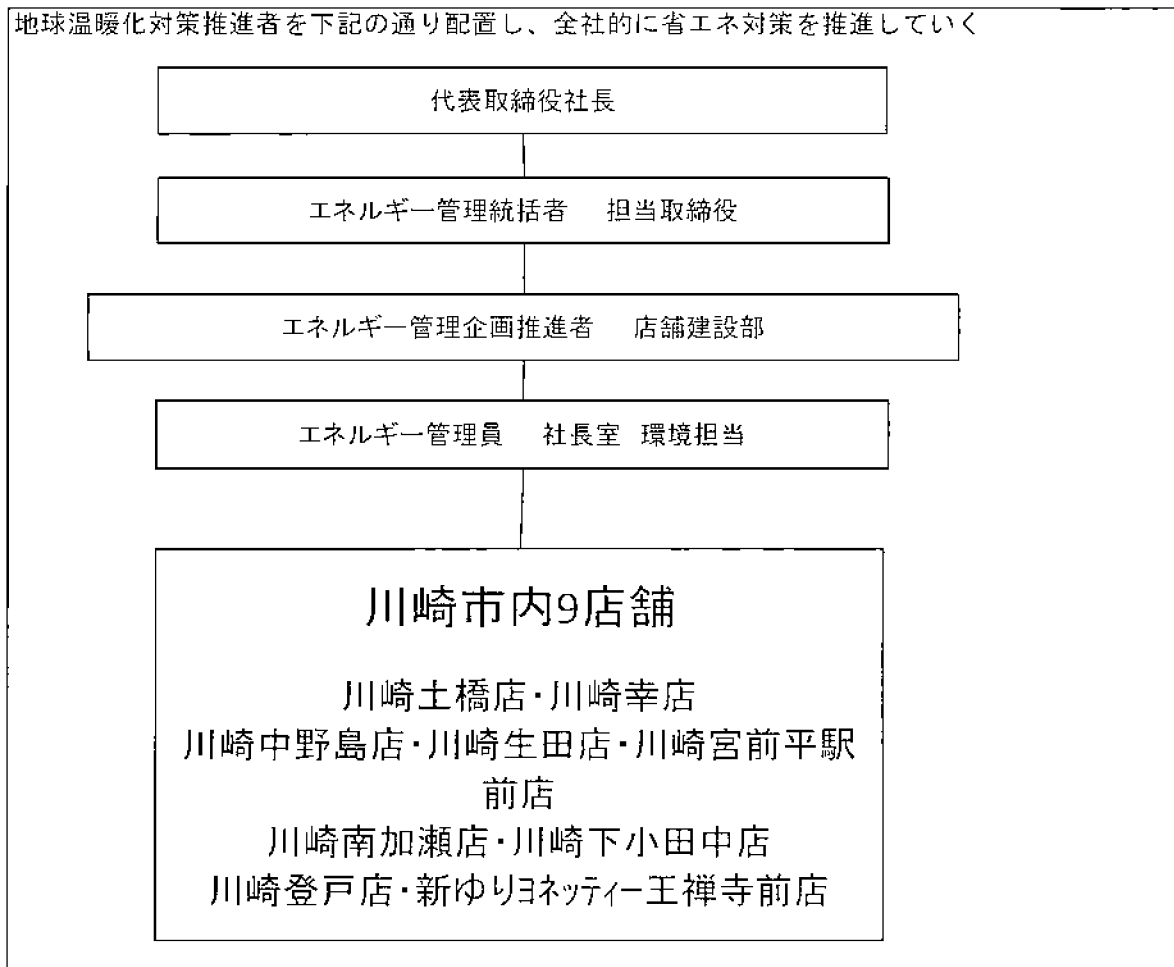 地球温暖化対策推進者を下記の通り配置し、全社的に省エネ対策を推進していく
代表取締役社長
エネルギー管理統括者　担当取締役
エネルギー管理企画推進者　店舗建設部
エネルギー管理員　社長室 環境担当
川崎市内9店舗
川崎土橋店・川崎幸店
川崎中野島店・川崎生田店・川崎宮前平駅
前店
川崎南加瀬店・川崎下小田中店
川崎登戸店・新ゆりヨネッティー王禅寺前店